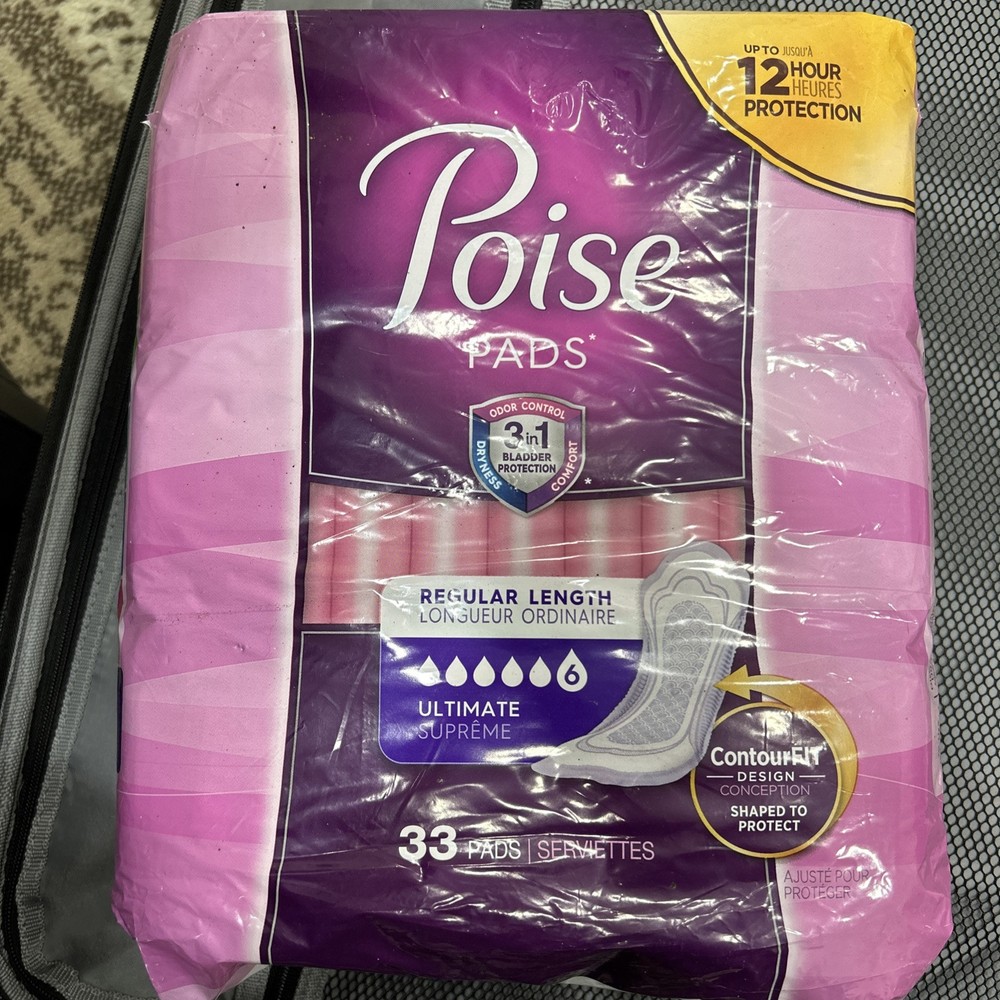 UP TO JUSQU'À
12 HOUR
HEURES
PROTECTION
Poise
PADS*
ODOR CONTROL
DRYNESS
COMFORT
3 in 1
BLADDER
PROTECTION
*
REGULAR LENGTH
LONGUEUR ORDINAIRE
6
ULTIMATE
SUPRÊME
ContourFIT
DESIGN
CONCEPTION
SHAPED TO
PROTECT
33 PADS | SERVIETTES
AJUSTÉ POUR
PROTÉGER